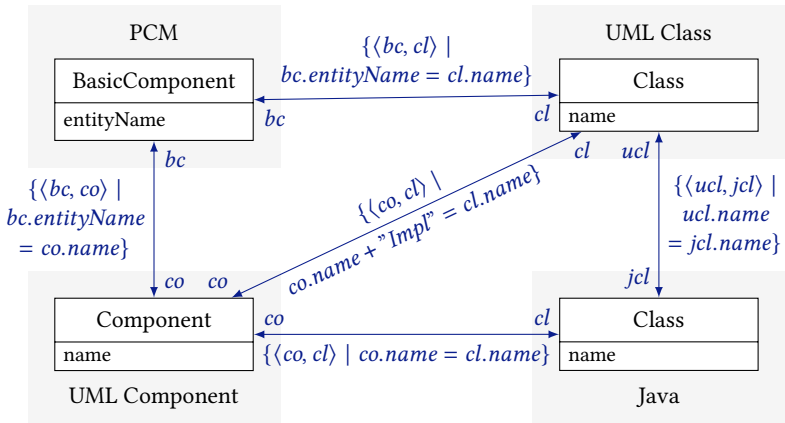 PCM
UML Class
{⟨bc, cl⟩ |
bc.entityName = cl.name}
BasicComponent
entityName
Class
name
bc
cl
bc
cl
ucl
{⟨bc, co⟩ |
bc.entityName
= co.name}
{⟨co, cl⟩ |
co.name + ”Impl” = cl.name}
{⟨ucl, jcl⟩ |
ucl.name
= jcl.name}
co
co
jcl
Component
name
co
cl
Class
name
{⟨co, cl⟩ | co.name = cl.name}
UML Component
Java